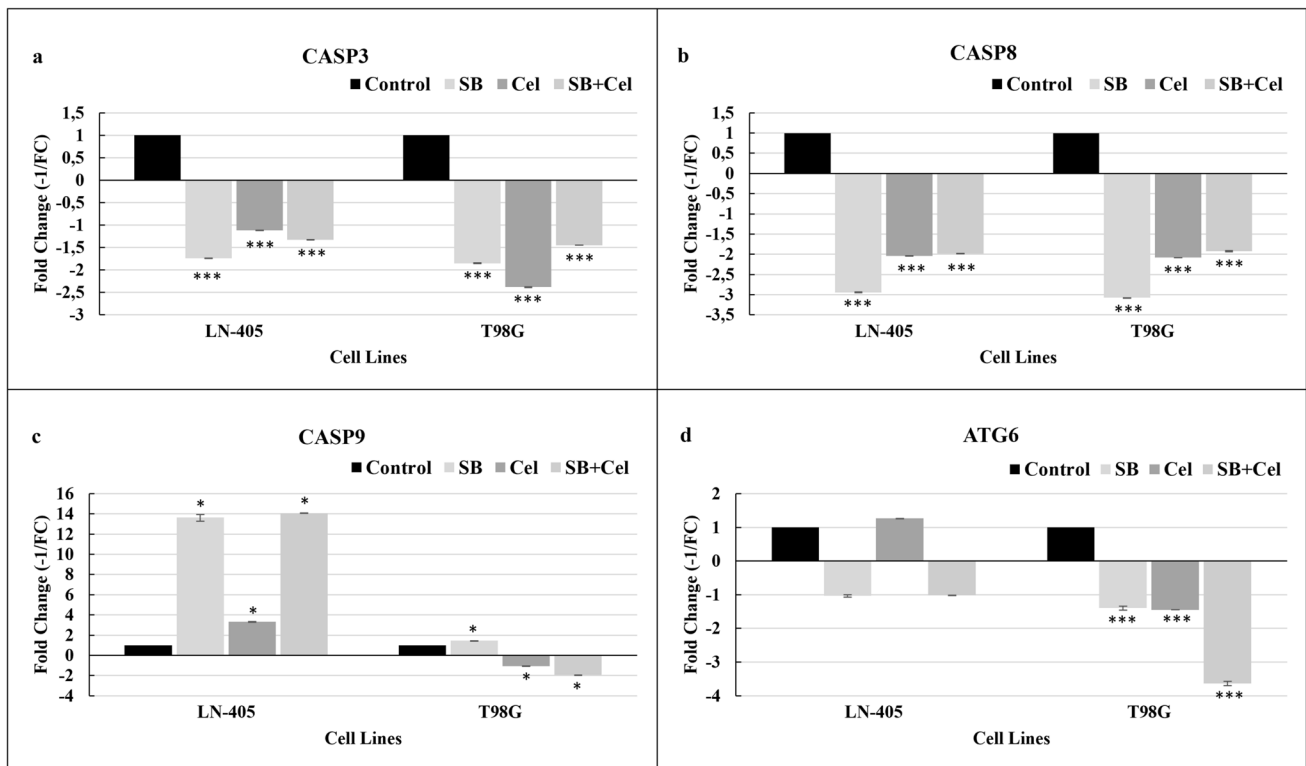 a
CASP3
Control SB Cel SB+Cel
Fold Change (-1/FC)
1,5
1
0,5
0
-0,5
-1
-1,5
-2
-2,5
-3
***
***
***
***
***
***
LN-405 T98G
Cell Lines
b
CASP8
Control SB Cel SB+Cel
Fold Change (-1/FC)
1,5
1
0,5
0
-0,5
-1
-1,5
-2
-2,5
-3
-3,5
***
***
***
***
***
***
LN-405 T98G
Cell Lines
c
CASP9
Control SB Cel SB+Cel
Fold Change (-1/FC)
16
14
12
10
8
6
4
2
0
-2
-4
*
*
*
*
*
*
LN-405 T98G
Cell Lines
d
ATG6
Control SB Cel SB+Cel
Fold Change (-1/FC)
2
1
0
-1
-2
-3
-4
***
***
***
LN-405 T98G
Cell Lines